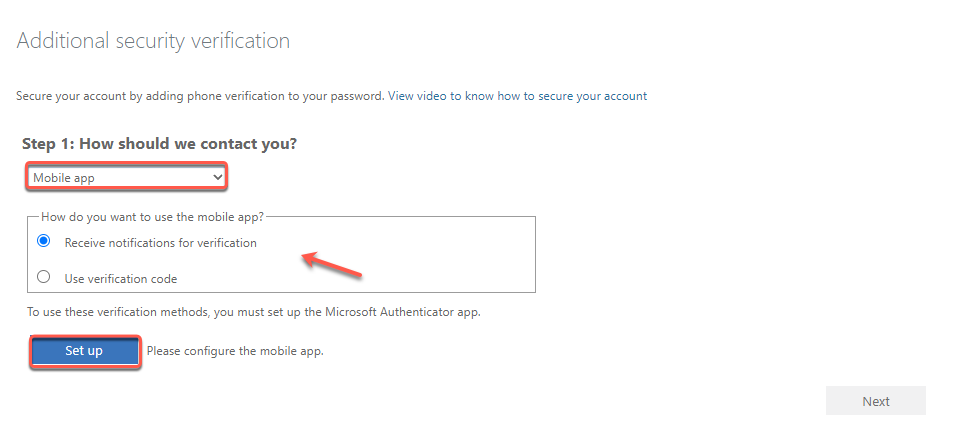 Additional security verification
Secure your account by adding phone verification to your password. View video to know how to secure your account
Step 1: How should we contact you?
Mobile app
How do you want to use the mobile app?
Receive notifications for verification
Use verification code
To use these verification methods, you must set up the Microsoft Authenticator app.
Set up Please configure the mobile app.
Next